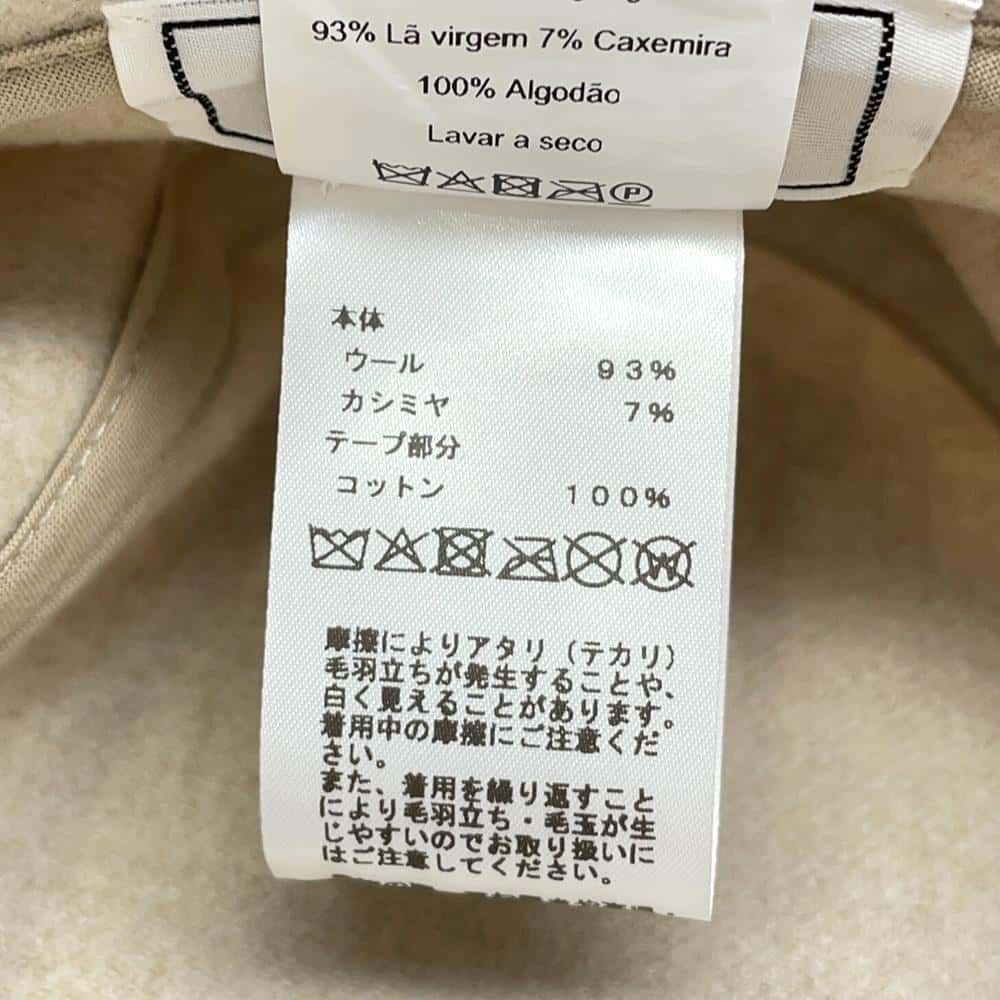 93% Lã virgem 7% Caxemira
100% Algodão
Lavar a seco
P
本体
ウール 93%
カシミヤ 7%
テープ部分
コットン 100%
W
摩擦によりアタリ（テカリ）
毛羽立ちが発生することや、
白く見えることがあります。
着用中の摩擦にご注意くだ
さい。
また、着用を繰り返すこと
により毛羽立ち・毛玉が生
じやすいのでお取り扱いに
はご注意してください。